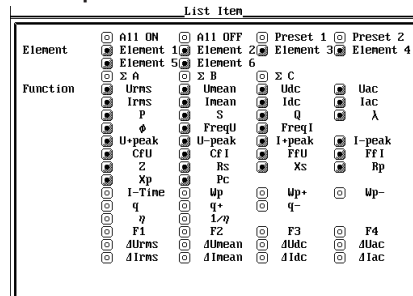 List Item
All ON All OFF Preset 1 Preset 2
Element Element 1 Element 2 Element 3 Element 4
Element 5 Element 6
Σ A Σ B Σ C
Function Urms Umean Udc Uac
Irms Imean Idc Iac
P S Q λ
ϕ FreqU FreqI
U+peak U-peak I+peak I-peak
CfU CfI FfU FfI
Z Rs Xs Rp
Xp Pc
I-Time Wp Wp+ Wp-
q q+ q-
η 1/η
F1 F2 F3 F4
ΔUrms ΔUmean ΔUdc ΔUac
ΔIrms ΔImean ΔIdc ΔIac